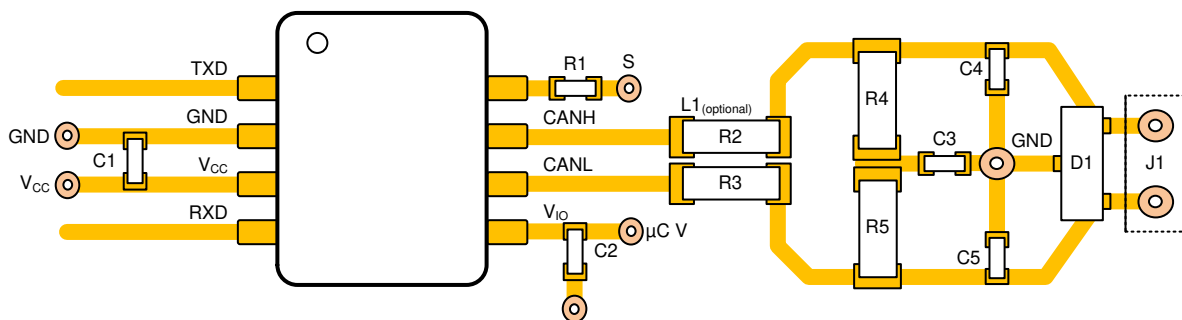 TXD
R1
S
C4
GND
GND
L1(optional)
CANH
R2
R4
C3
GND
C1
D1
J1
VCC
VCC
CANL
R3
RXD
VIO
µC V
C2
R5
C5